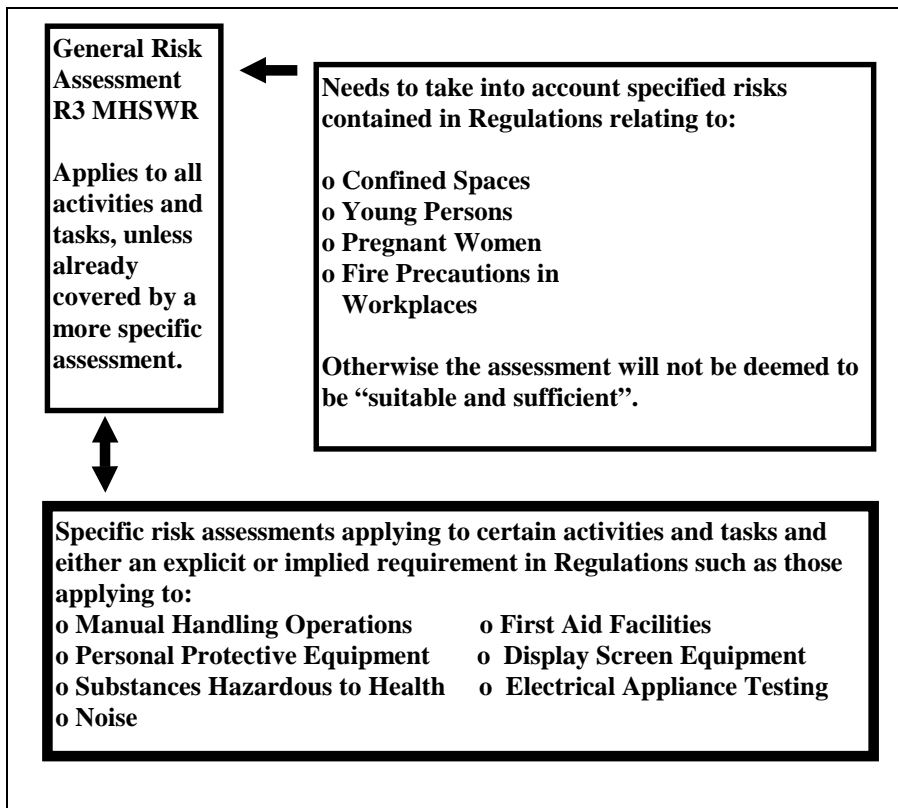 General Risk
Assessment
R3 MHSWR
Applies to all
activities and
tasks, unless
already
covered by a
more specific
assessment.
Needs to take into account specified risks
contained in Regulations relating to:
o Confined Spaces
o Young Persons
o Pregnant Women
o Fire Precautions in
Workplaces
Otherwise the assessment will not be deemed to
be “suitable and sufficient”.
Specific risk assessments applying to certain activities and tasks and
either an explicit or implied requirement in Regulations such as those
applying to:
o Manual Handling Operations o First Aid Facilities
o Personal Protective Equipment o Display Screen Equipment
o Substances Hazardous to Health o Electrical Appliance Testing
o Noise